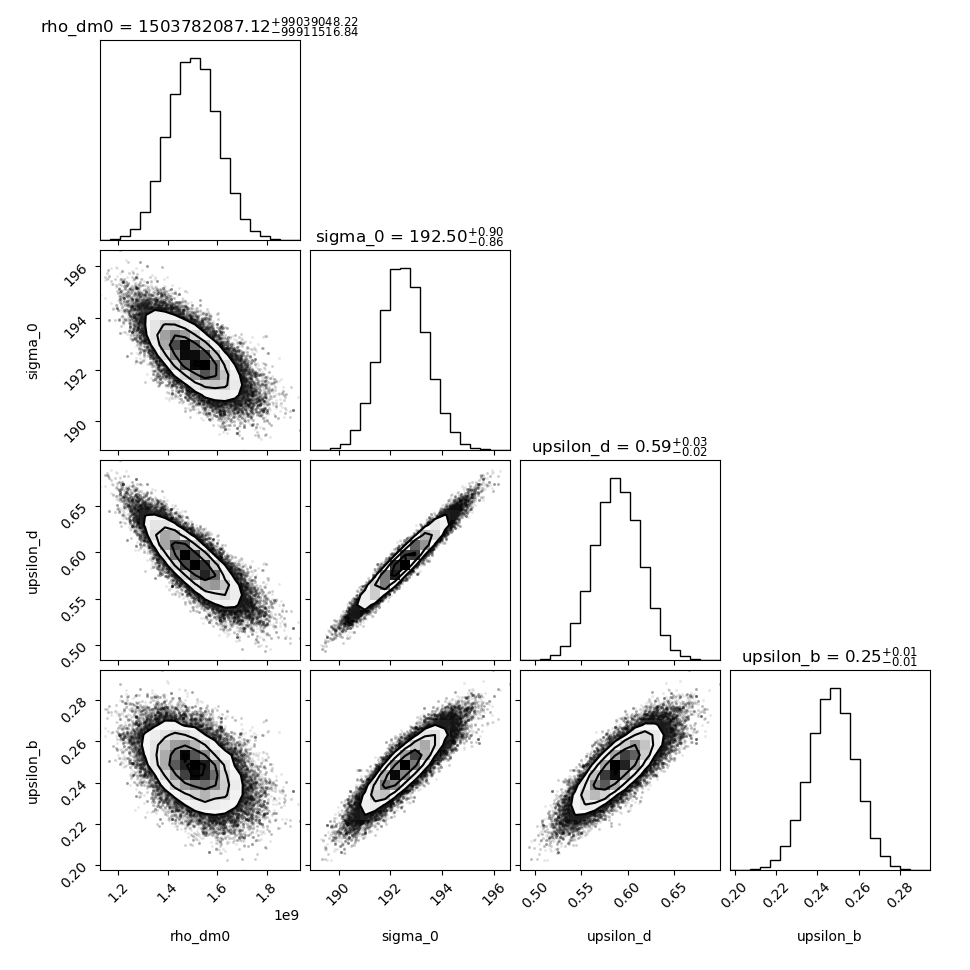 rho_dm0 = 1503782087.12+99039048.22 −99911516.84
sigma_0 = 192.50+0.90 −0.86
196
194
192
190
sigma_0
upsilon_d = 0.59+0.03 −0.02
0.65
0.60
0.55
0.50
upsilon_d
upsilon_b = 0.25+0.01 −0.01
0.28
0.26
0.24
0.22
0.20
upsilon_b
1.2 1.4 1.6 1.8 190 192 194 196 0.50 0.55 0.60 0.65 0.20 0.22 0.24 0.26 0.28
1e9
rho_dm0 sigma_0 upsilon_d upsilon_b